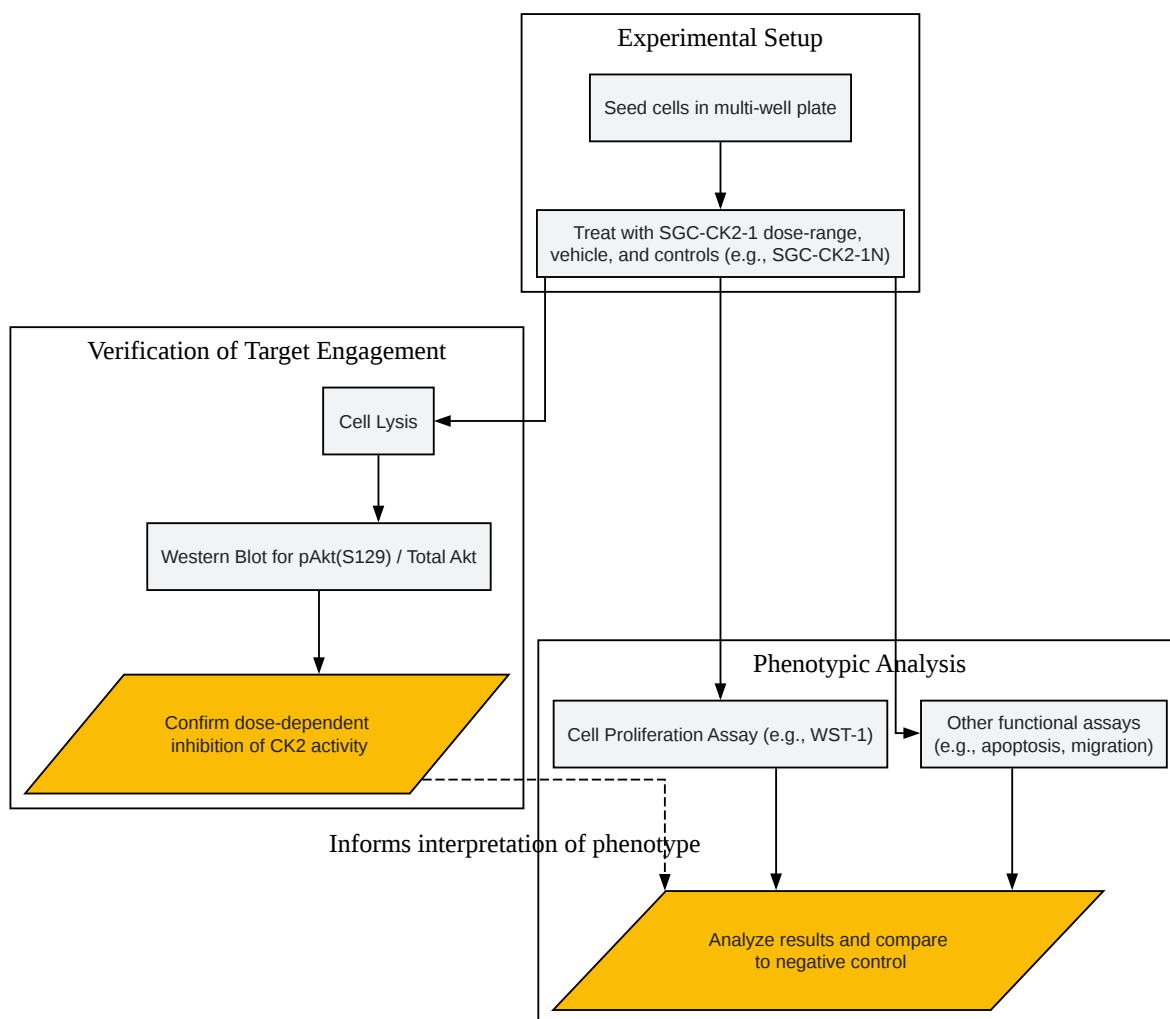 Experimental Setup
Seed cells in multi-well plate
Treat with SGC-CK2-1 dose-range,
vehicle, and controls (e.g., SGC-CK2-1N)
Verification of Target Engagement
Cell Lysis
Western Blot for pAkt(S129) / Total Akt
Confirm dose-dependent
inhibition of CK2 activity
Phenotypic Analysis
Cell Proliferation Assay (e.g., WST-1)
Other functional assays
(e.g., apoptosis, migration)
Informs interpretation of phenotype
Analyze results and compare
to negative control